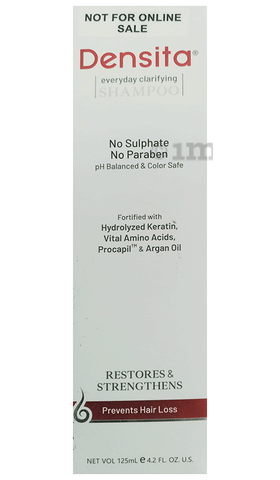 NOT FOR ONLINE
SALE
Densita®
everyday clarifying
SHAMPOO
No Sulphate
No Paraben
pH Balanced & Color Safe
Fortified with
Hydrolyzed Keratin,
Vital Amino Acids,
Procapil™ & Argan Oil
RESTORES &
STRENGTHENS
Prevents Hair Loss
NET VOL 125mL ℮ 4.2 FL. OZ. U.S.